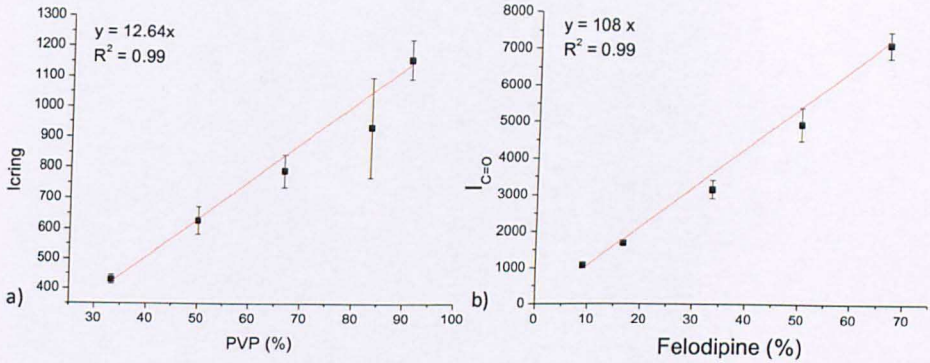 y = 12.64x
R² = 0.99
1300
1200
1100
1000
900
800
700
600
500
400
Icring
30 40 50 60 70 80 90 100
PVP (%)
a)
y = 108 x
R² = 0.99
8000
7000
6000
5000
4000
3000
2000
1000
0
I_C=O
0 10 20 30 40 50 60 70
Felodipine (%)
b)